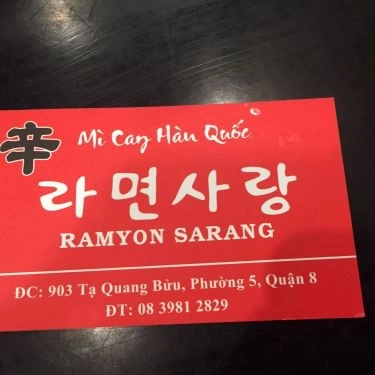 辛
Mì Cay Hàn Quốc
라면사랑
RAMYON SARANG
ĐC: 903 Tạ Quang Bửu, Phường 5, Quận 8
ĐT: 08 3981 2829